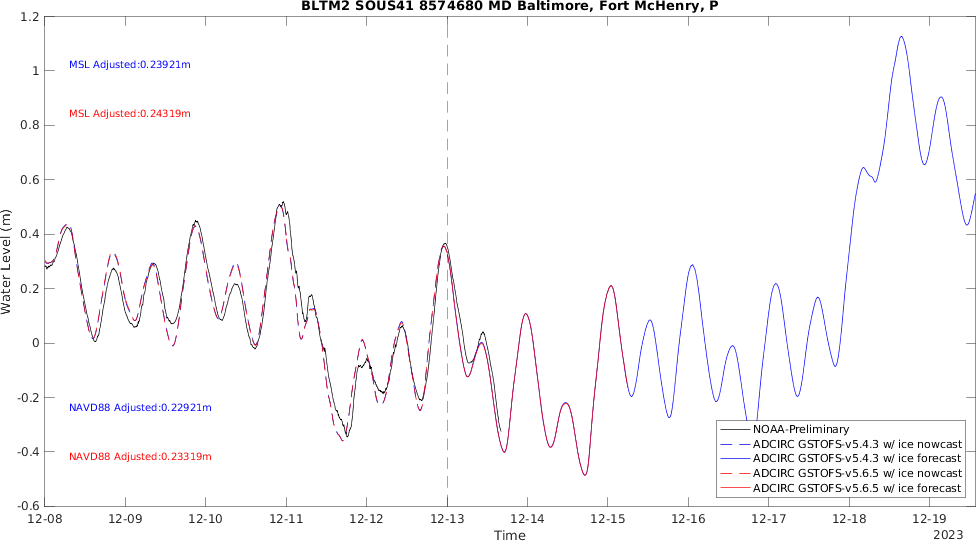 BLTM2 SOUS41 8574680 MD Baltimore, Fort McHenry, P
1.2
1
0.8
0.6
0.4
0.2
0
-0.2
-0.4
-0.6
Water Level (m)
MSL Adjusted:0.23921m
MSL Adjusted:0.24319m
NAVD88 Adjusted:0.22921m
NAVD88 Adjusted:0.23319m
NOAA-Preliminary
ADCIRC GSTOFS-v5.4.3 w/ ice nowcast
ADCIRC GSTOFS-v5.4.3 w/ ice forecast
ADCIRC GSTOFS-v5.6.5 w/ ice nowcast
ADCIRC GSTOFS-v5.6.5 w/ ice forecast
12-08 12-09 12-10 12-11 12-12 12-13 12-14 12-15 12-16 12-17 12-18 12-19
Time
2023